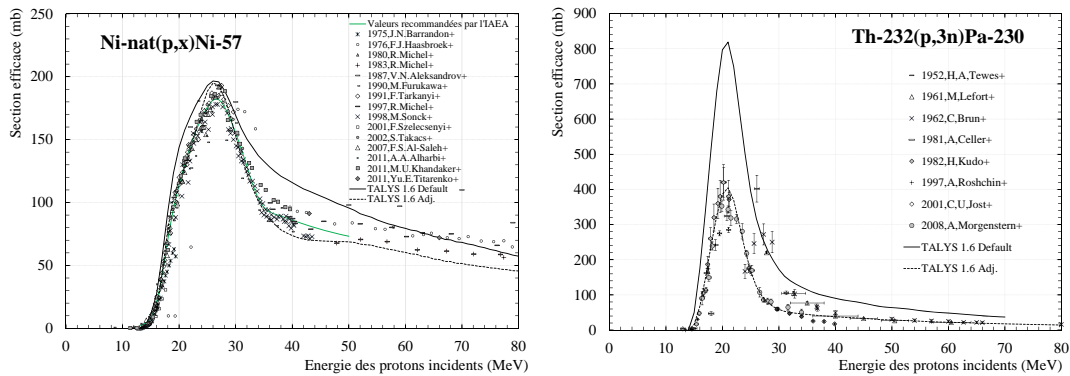 Ni-nat(p,x)Ni-57
Section efficace (mb)
250
200
150
100
50
0
0 10 20 30 40 50 60 70 80
Energie des protons incidents (MeV)
Valeurs recommandées par l'IAEA
1975,J.N.Barrandon+
1976,F.J.Haasbroek+
1980,R.Michel+
1983,R.Michel+
1987,V.N.Aleksandrov+
1990,M.Furukawa+
1991,F.Tarkanyi+
1997,R.Michel+
1998,M.Sonck+
2001,F.Szelecsenyi+
2002,S.Takacs+
2007,F.S.Al-Saleh+
2011,A.A.Alharbi+
2011,M.U.Khandaker+
2011,Yu.E.Titarenko+
TALYS 1.6 Default
TALYS 1.6 Adj.
Th-232(p,3n)Pa-230
Section efficace (mb)
900
800
700
600
500
400
300
200
100
0
0 10 20 30 40 50 60 70 80
Energie des protons incidents (MeV)
1952,H,A,Tewes+
1961,M,Lefort+
1962,C,Brun+
1981,A,Celler+
1982,H,Kudo+
1997,A,Roshchin+
2001,C,U,Jost+
2008,A,Morgenstern+
TALYS 1.6 Default
TALYS 1.6 Adj.